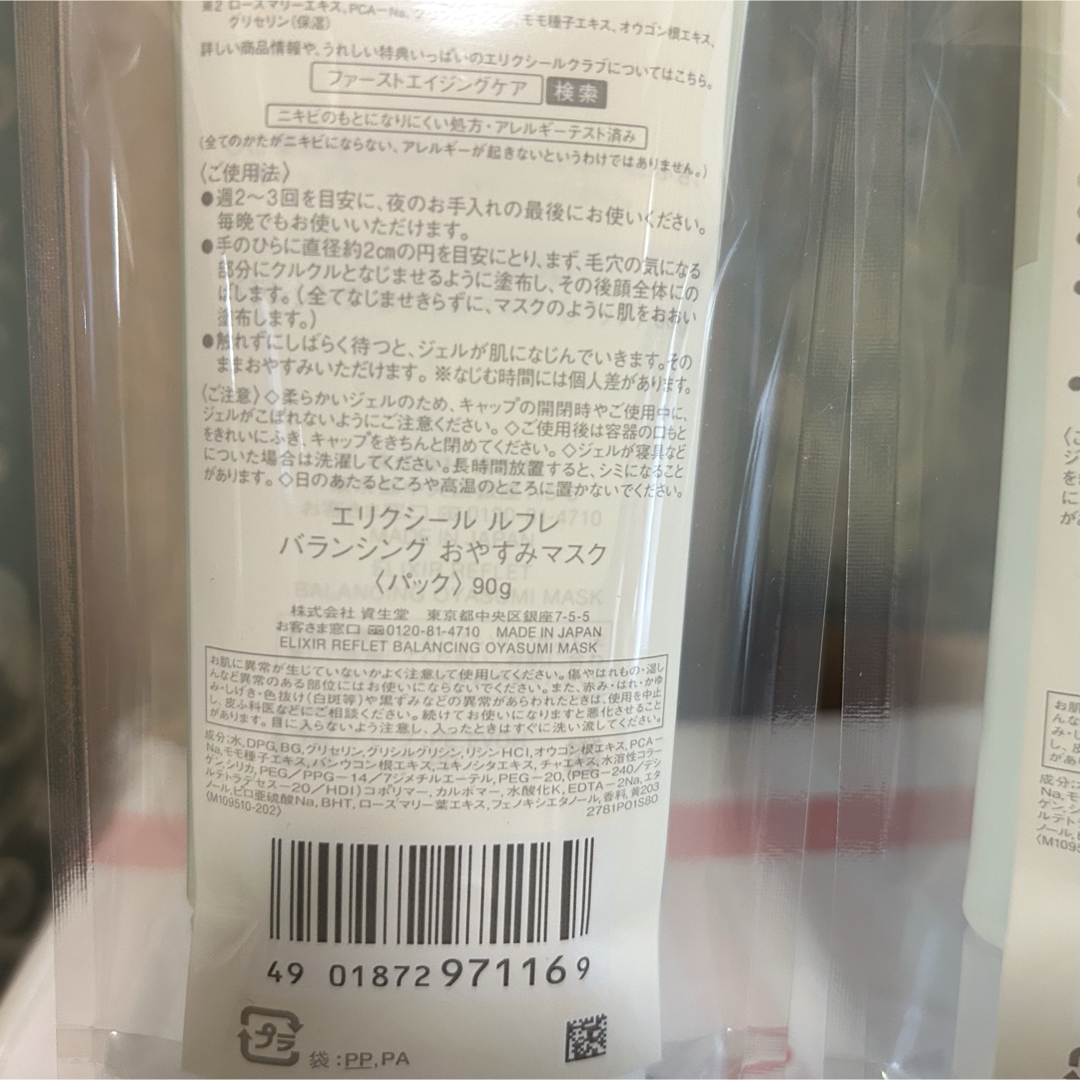 ※2 ローズマリーエキス、PCA-Na、 モモ種子エキス、オウゴン根エキス、
グリセリン(保湿)
詳しい商品情報や、うれしい特典いっぱいのエリクシールクラブについてはこちら。
ファーストエイジングケア 検索
ニキビのもとになりにくい処方・アレルギーテスト済み
(全てのかたがニキビにならない、アレルギーが起きないというわけではありません。)
〈ご使用法〉
●週2〜3回を目安に、夜のお手入れの最後にお使いください。
毎晩でもお使いいただけます。
●手のひらに直径約2cmの円を目安にとり、まず、毛穴の気になる
部分にクルクルとなじませるように塗布し、その後顔全体にの
ばします。(全てなじませきらずに、マスクのように肌をおおい
塗布します。)
●触れずにしばらく待つと、ジェルが肌になじんでいきます。その
ままおやすみいただけます。※なじむ時間には個人差があります。
〈ご注意〉◇柔らかいジェルのため、キャップの開閉時やご使用中に、
ジェルがこぼれないようにご注意ください。◇ご使用後は容器の口もと
をきれいにふき、キャップをきちんと閉めてください。◇ジェルが寝具など
についた場合は洗濯してください。長時間放置すると、シミになること
があります。◇日のあたるところや高温のところに置かないでください。
エリクシール ルフレ
バランシング おやすみマスク
〈パック〉90g
株式会社 資生堂 東京都中央区銀座7-5-5
お客さま窓口 0120-81-4710 MADE IN JAPAN
ELIXIR REFLET BALANCING OYASUMI MASK
お肌に異常が生じていないかよく注意して使用してください。傷やはれもの・湿し
んなど異常のある部位にはお使いにならないでください。また、赤み・はれ・かゆ
み・しげき・色抜け(白斑等)や黒ずみなどの異常があらわれたときは、使用を中止
し、皮ふ科医などにご相談ください。続けてお使いになりますと悪化させること
があります。目に入らないよう注意し、入ったときはすぐに洗い流してください。
成分:水,DPG,BG,グリセリン,グリシルグリシン,リシンHCl,オウゴン根エキス,PCA-
Na,モモ種子エキス,バンウコン根エキス,ユキノシタエキス,チャエキス,水溶性コラー
ゲン,シリカ,PEG/PPG-14/7ジメチルエーテル,PEG-20,(PEG-240/デシ
ルテトラデセス-20/HDI)コポリマー,カルボマー,水酸化K,EDTA-2Na,エタ
ノール,ピロ亜硫酸Na,BHT,ローズマリー葉エキス,フェノキシエタノール,香料,黄203
〈M109510-202〉 2781P01S80
49 01872 971169
プラ 袋:PP,PA